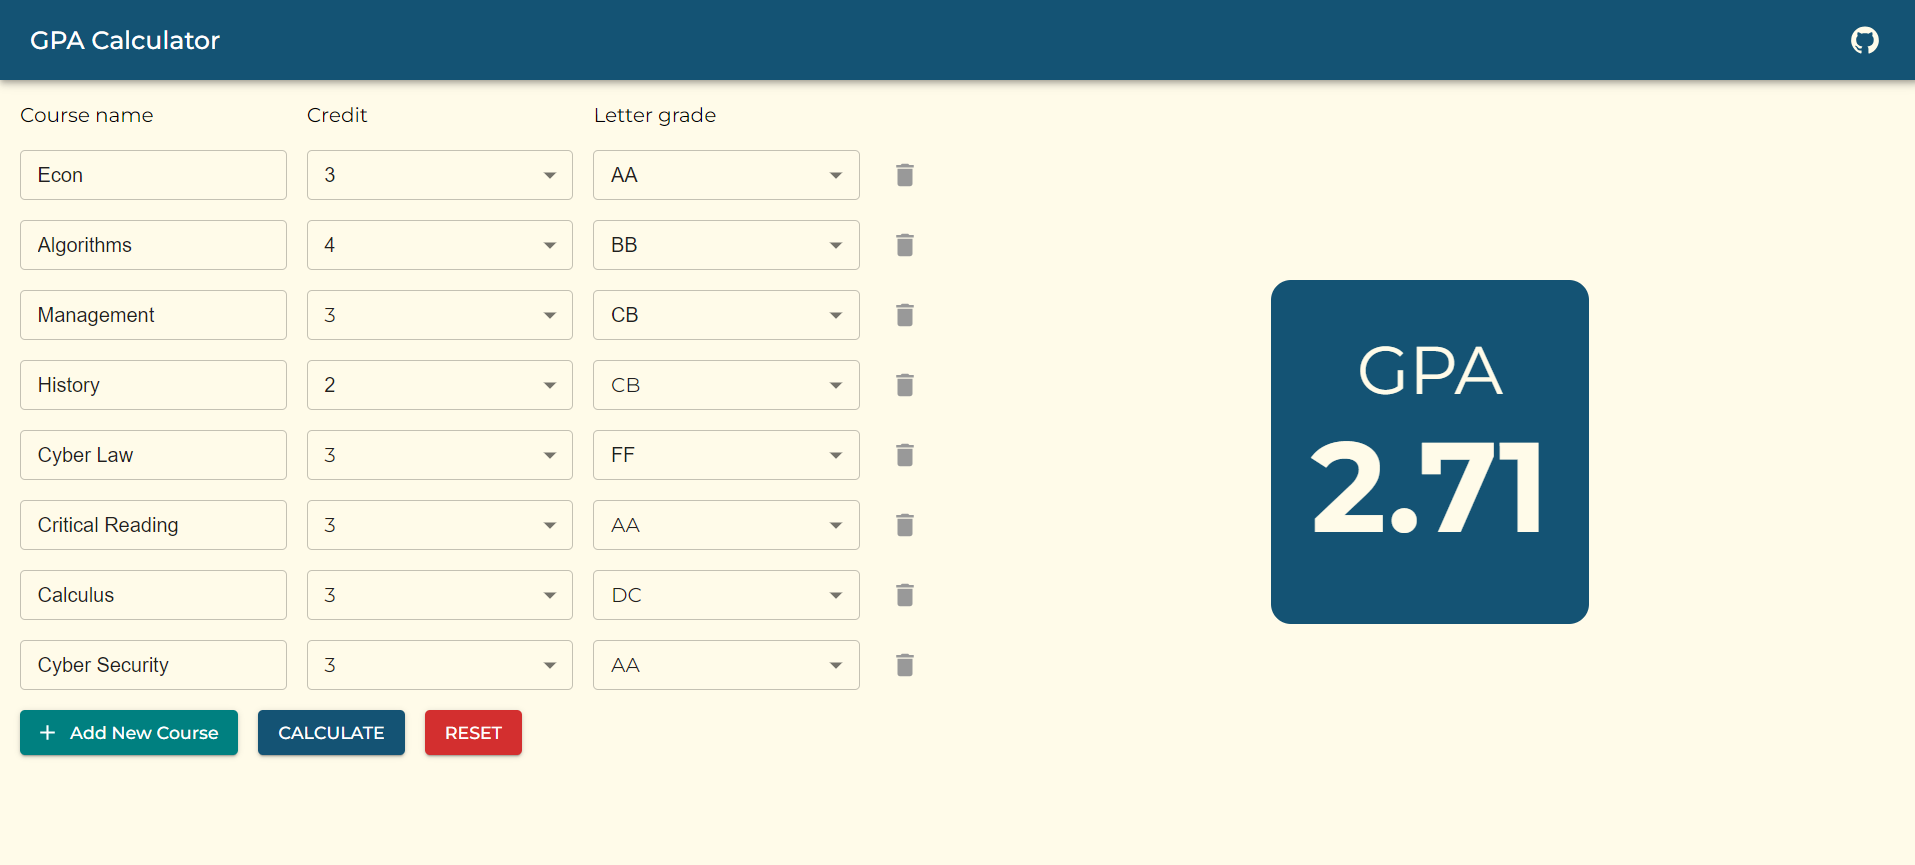 GPA Calculator
Course name Credit Letter grade
Econ 3 AA
Algorithms 4 BB
Management 3 CB
History 2 CB
Cyber Law 3 FF
Critical Reading 3 AA
Calculus 3 DC
Cyber Security 3 AA
+ Add New Course CALCULATE RESET
GPA
2.71